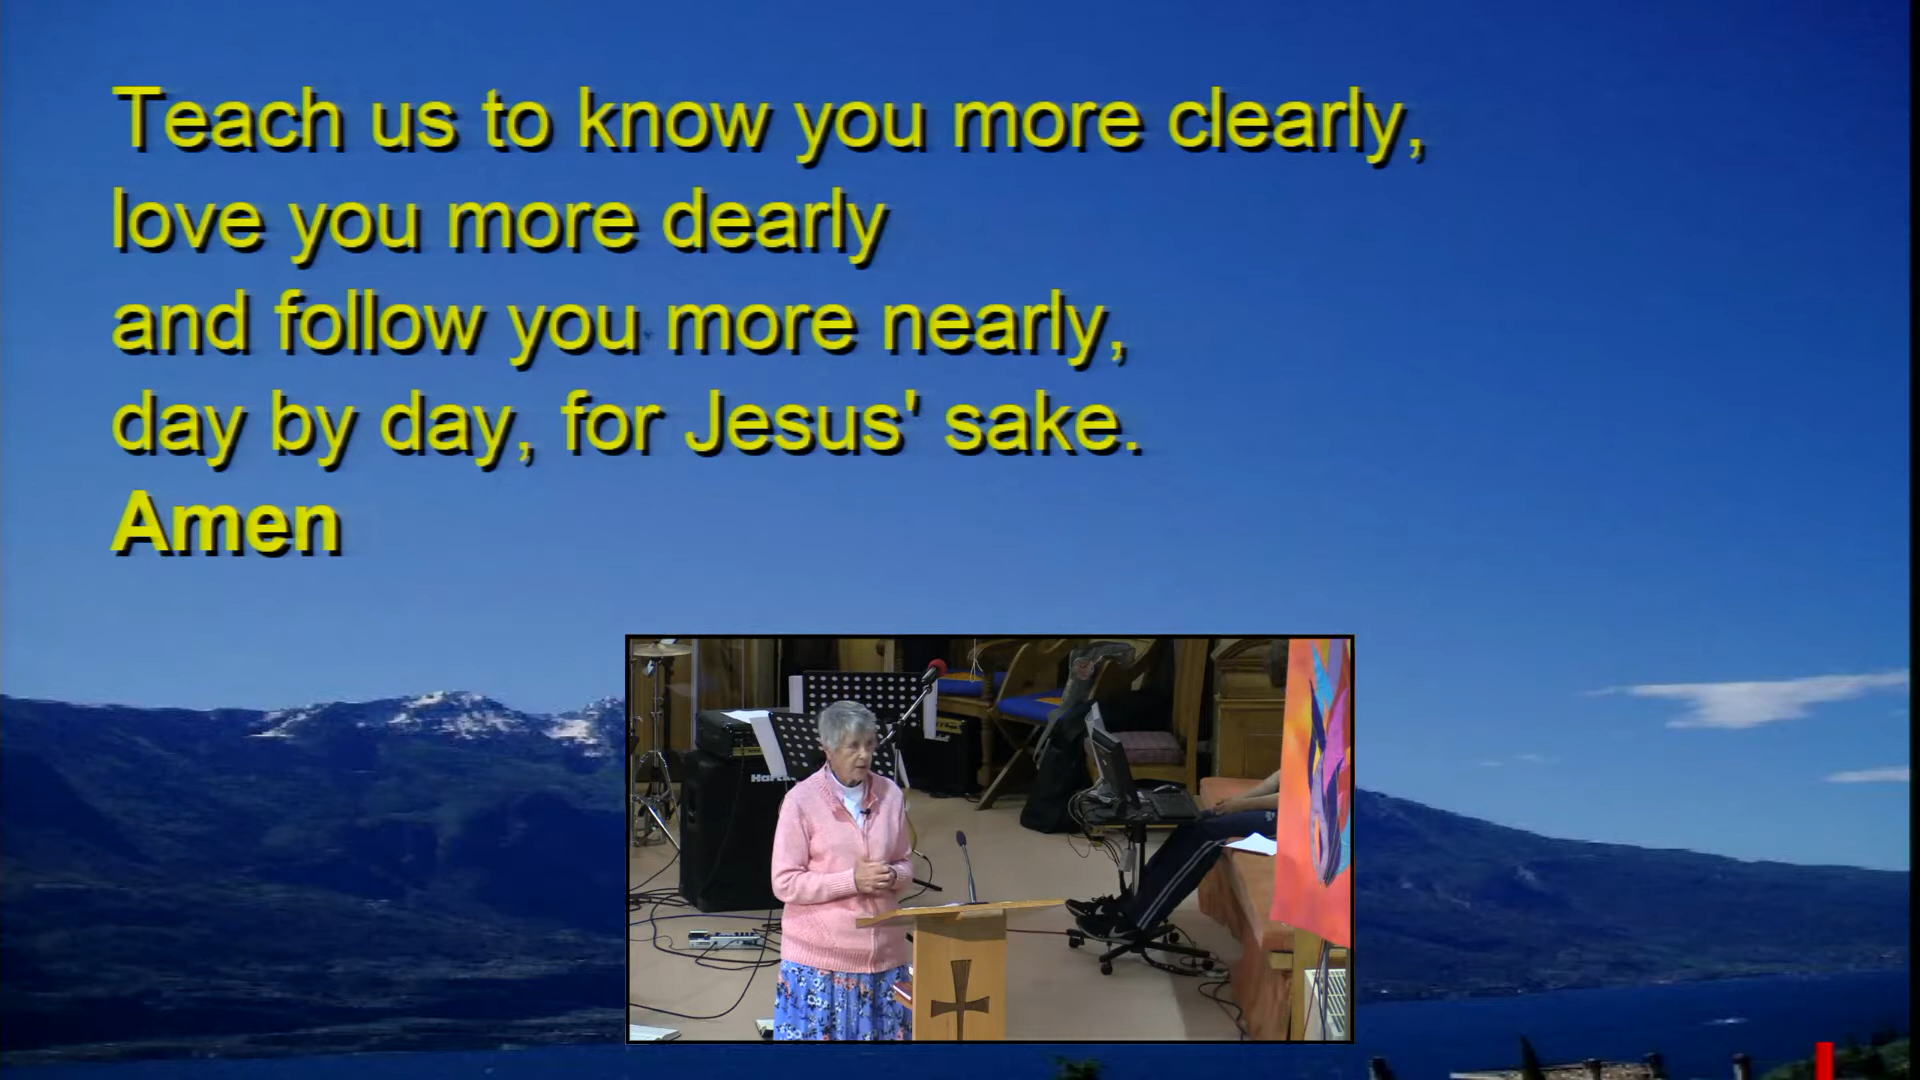 Teach us to know you more clearly,
love you more dearly
and follow you more nearly,
day by day, for Jesus' sake.
Amen